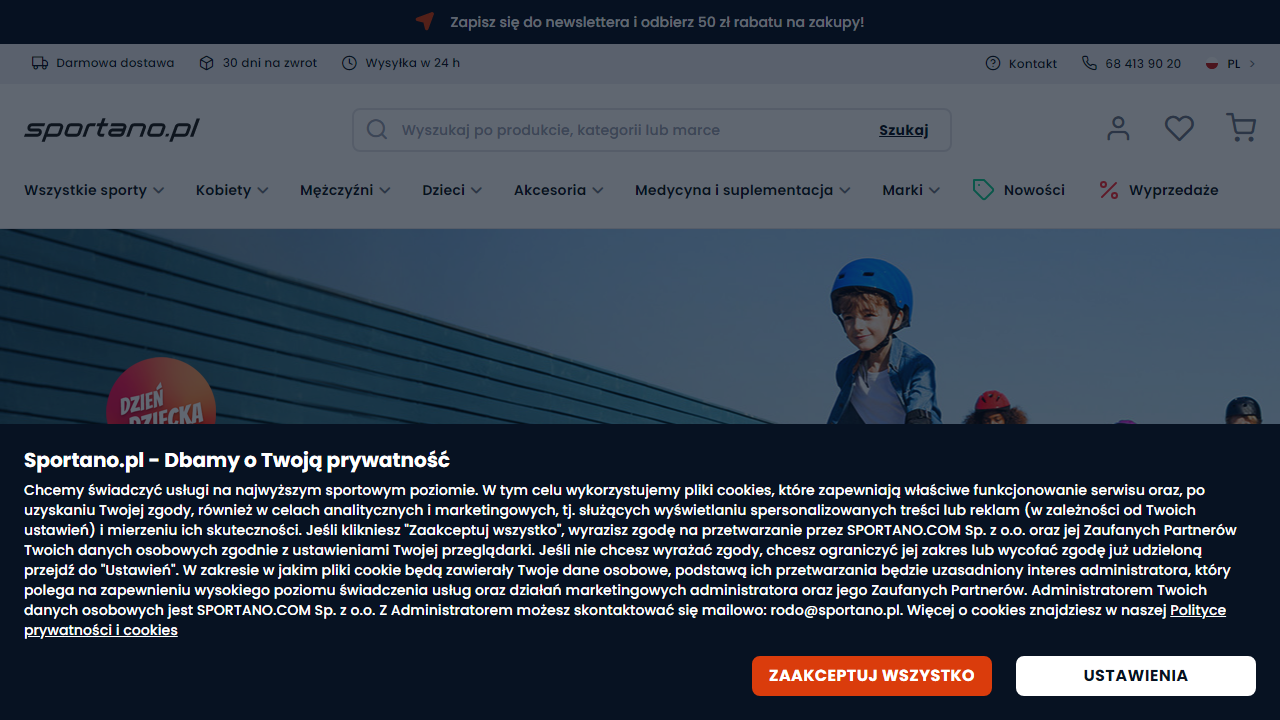 Zapisz się do newslettera i odbierz 50 zł rabatu na zakupy!
Darmowa dostawa 30 dni na zwrot Wysyłka w 24 h Kontakt 68 413 90 20 PL
sportano.pl Wyszukaj po produkcie, kategorii lub marce Szukaj
Wszystkie sporty Kobiety Mężczyźni Dzieci Akcesoria Medycyna i suplementacja Marki Nowości Wyprzedaże
DZIEŃ
DZIECKA
Sportano.pl - Dbamy o Twoją prywatność
Chcemy świadczyć usługi na najwyższym sportowym poziomie. W tym celu wykorzystujemy pliki cookies, które zapewniają właściwe funkcjonowanie serwisu oraz, po
uzyskaniu Twojej zgody, również w celach analitycznych i marketingowych, tj. służących wyświetlaniu spersonalizowanych treści lub reklam (w zależności od Twoich
ustawień) i mierzeniu ich skuteczności. Jeśli klikniesz "Zaakceptuj wszystko", wyrazisz zgodę na przetwarzanie przez SPORTANO.COM Sp. z o.o. oraz jej Zaufanych Partnerów
Twoich danych osobowych zgodnie z ustawieniami Twojej przeglądarki. Jeśli nie chcesz wyrażać zgody, chcesz ograniczyć jej zakres lub wycofać zgodę już udzieloną
przejdź do "Ustawień". W zakresie w jakim pliki cookie będą zawierały Twoje dane osobowe, podstawą ich przetwarzania będzie uzasadniony interes administratora, który
polega na zapewnieniu wysokiego poziomu świadczenia usług oraz działań marketingowych administratora oraz jego Zaufanych Partnerów. Administratorem Twoich
danych osobowych jest SPORTANO.COM Sp. z o.o. Z Administratorem możesz skontaktować się mailowo: rodo@sportano.pl. Więcej o cookies znajdziesz w naszej Polityce
prywatności i cookies
ZAAKCEPTUJ WSZYSTKO USTAWIENIA